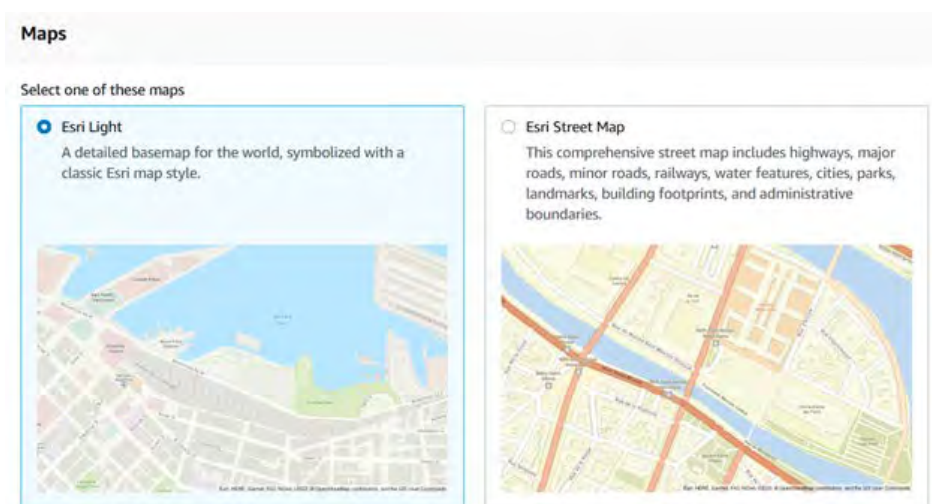 Maps
Select one of these maps
Esri Light
A detailed basemap for the world, symbolized with a
classic Esri map style.
Esri Street Map
This comprehensive street map includes highways, major
roads, minor roads, railways, water features, cities, parks,
landmarks, building footprints, and administrative
boundaries.